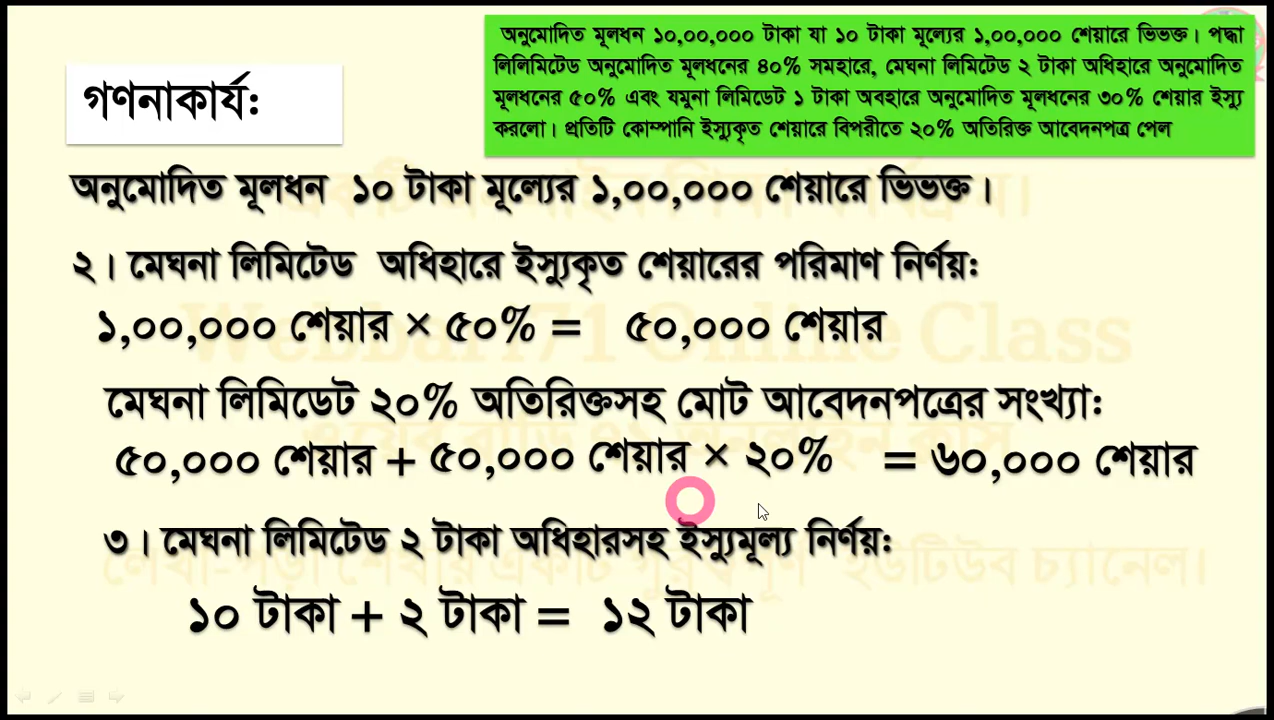 অনুমোদিত মূলধন ১০,০০,০০০ টাকা যা ১০ টাকা মূল্যের ১,০০,০০০ শেয়ারে ভিভক্ত। পদ্ধা
লিলিমিটেড অনুমোদিত মূলধনের ৪০% সমহারে, মেঘনা লিমিটেড ২ টাকা অধিহারে অনুমোদিত
মূলধনের ৫০% এবং যমুনা লিমিডেট ১ টাকা অবহারে অনুমোদিত মূলধনের ৩০% শেয়ার ইস্যু
করলো। প্রতিটি কোম্পানি ইস্যুকৃত শেয়ারে বিপরীতে ২০% অতিরিক্ত আবেদনপত্র পেল
গণনাকার্য:
অনুমোদিত মূলধন ১০ টাকা মূল্যের ১,০০,০০০ শেয়ারে ভিভক্ত।
২। মেঘনা লিমিটেড অধিহারে ইস্যুকৃত শেয়ারের পরিমাণ নির্ণয়:
১,০০,০০০ শেয়ার × ৫০% = ৫০,০০০ শেয়ার
মেঘনা লিমিডেট ২০% অতিরিক্তসহ মোট আবেদনপত্রের সংখ্যা:
৫০,০০০ শেয়ার + ৫০,০০০ শেয়ার × ২০% = ৬০,০০০ শেয়ার
৩। মেঘনা লিমিটেড ২ টাকা অধিহারসহ ইস্যুমূল্য নির্ণয়:
১০ টাকা + ২ টাকা = ১২ টাকা